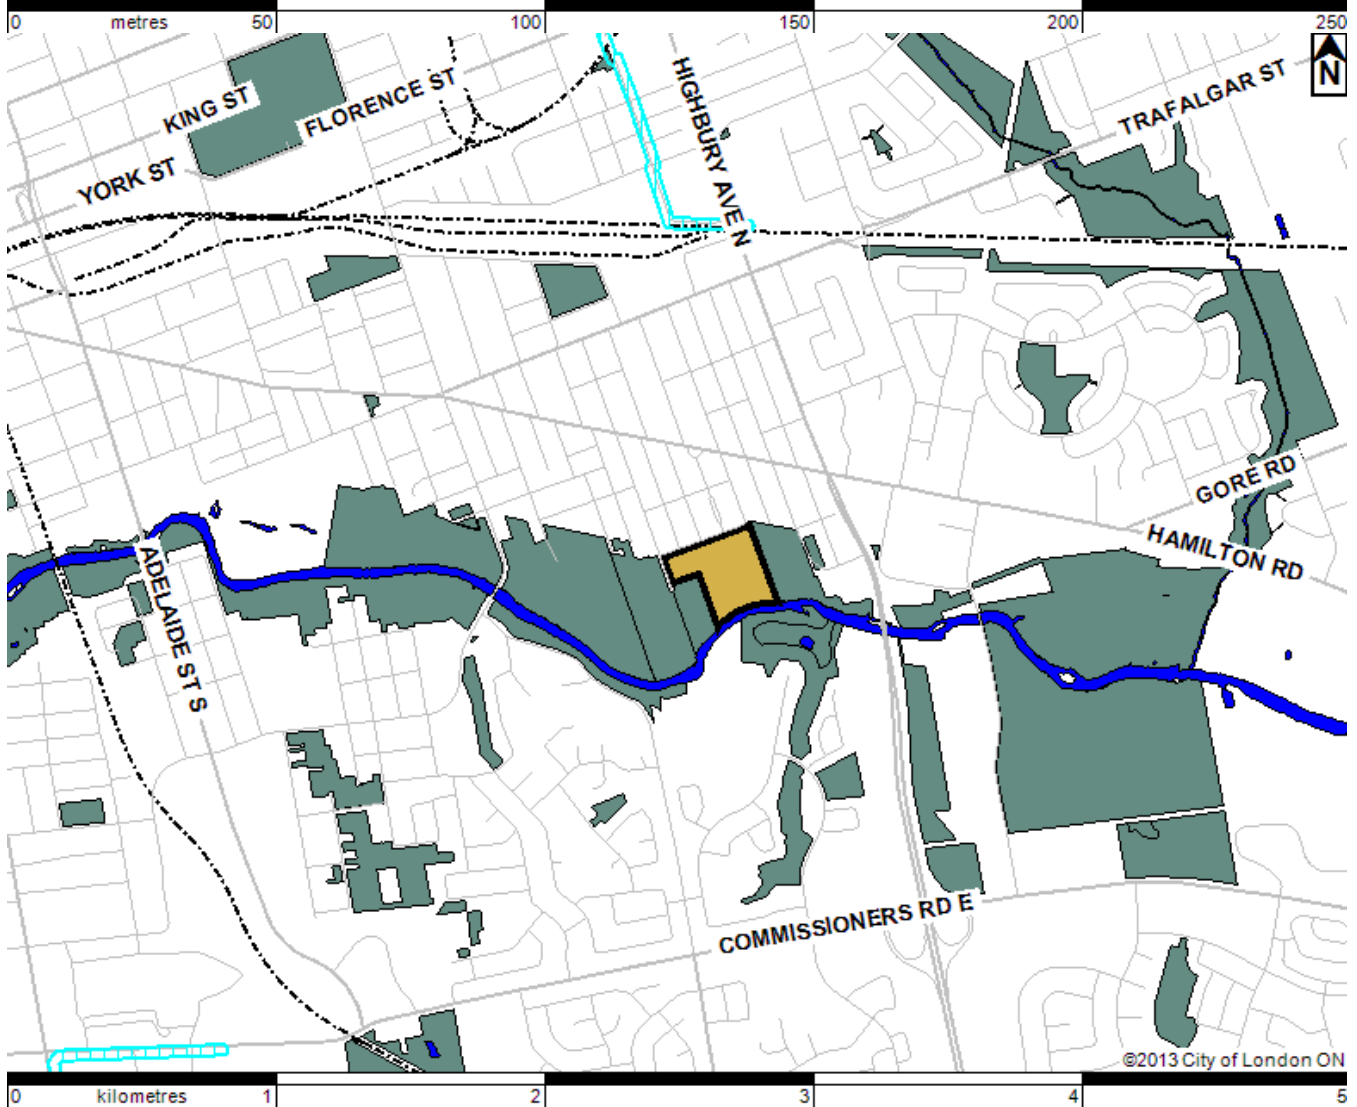 0 metres 50 100 150 200 250
N
KING ST
FLORENCE ST
YORK ST
HIGHBURY AVE N
TRAFALGAR ST
GORE RD
HAMILTON RD
ADELAIDE ST S
COMMISSIONERS RD E
©2013 City of London ON
0 kilometres 1 2 3 4 5